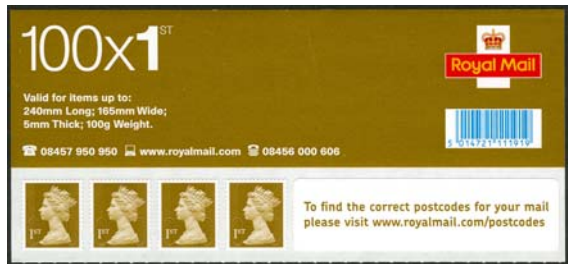 100x1ST
Royal Mail
Valid for items up to:
240mm Long; 165mm Wide;
5mm Thick; 100g Weight.
08457 950 950 www.royalmail.com 08456 000 606
5 014721 111919
1ST 1ST 1ST 1ST
To find the correct postcodes for your mail
please visit www.royalmail.com/postcodes